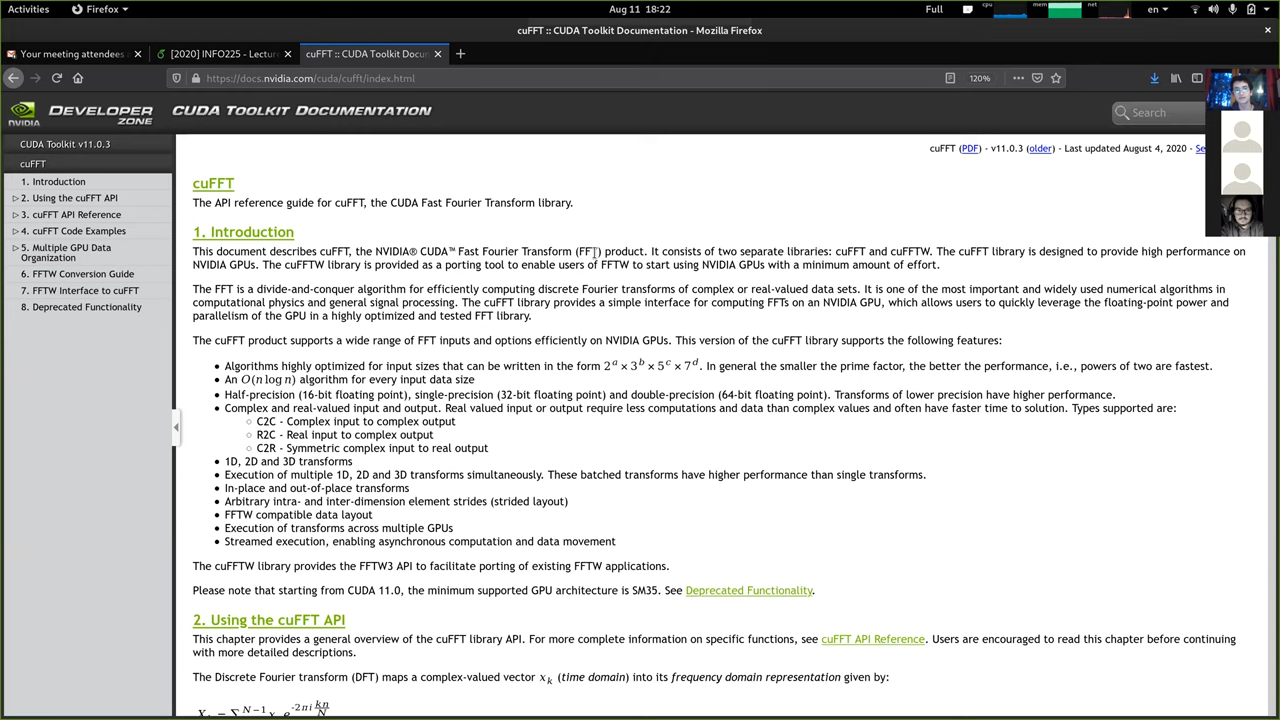 Activities Firefox Aug 11 18:22 Full cpu mem net en
cuFFT :: CUDA Toolkit Documentation - Mozilla Firefox
Your meeting attendees [2020] INFO225 - Lectur cuFFT :: CUDA Toolkit Docu
https://docs.nvidia.com/cuda/cufft/index.html 120%
NVIDIA DEVELOPER ZONE CUDA TOOLKIT DOCUMENTATION Search
CUDA Toolkit v11.0.3
cuFFT
1. Introduction
2. Using the cuFFT API
3. cuFFT API Reference
4. cuFFT Code Examples
5. Multiple GPU Data
Organization
6. FFTW Conversion Guide
7. FFTW Interface to cuFFT
8. Deprecated Functionality
cuFFT (PDF) - v11.0.3 (older) - Last updated August 4, 2020 - Se
cuFFT
The API reference guide for cuFFT, the CUDA Fast Fourier Transform library.
1. Introduction
This document describes cuFFT, the NVIDIA® CUDA™ Fast Fourier Transform (FFT) product. It consists of two separate libraries: cuFFT and cuFFTW. The cuFFT library is designed to provide high performance on
NVIDIA GPUs. The cuFFTW library is provided as a porting tool to enable users of FFTW to start using NVIDIA GPUs with a minimum amount of effort.
The FFT is a divide-and-conquer algorithm for efficiently computing discrete Fourier transforms of complex or real-valued data sets. It is one of the most important and widely used numerical algorithms in
computational physics and general signal processing. The cuFFT library provides a simple interface for computing FFTs on an NVIDIA GPU, which allows users to quickly leverage the floating-point power and
parallelism of the GPU in a highly optimized and tested FFT library.
The cuFFT product supports a wide range of FFT inputs and options efficiently on NVIDIA GPUs. This version of the cuFFT library supports the following features:
• Algorithms highly optimized for input sizes that can be written in the form 2^a × 3^b × 5^c × 7^d. In general the smaller the prime factor, the better the performance, i.e., powers of two are fastest.
• An O(n log n) algorithm for every input data size
• Half-precision (16-bit floating point), single-precision (32-bit floating point) and double-precision (64-bit floating point). Transforms of lower precision have higher performance.
• Complex and real-valued input and output. Real valued input or output require less computations and data than complex values and often have faster time to solution. Types supported are:
○ C2C - Complex input to complex output
○ R2C - Real input to complex output
○ C2R - Symmetric complex input to real output
• 1D, 2D and 3D transforms
• Execution of multiple 1D, 2D and 3D transforms simultaneously. These batched transforms have higher performance than single transforms.
• In-place and out-of-place transforms
• Arbitrary intra- and inter-dimension element strides (strided layout)
• FFTW compatible data layout
• Execution of transforms across multiple GPUs
• Streamed execution, enabling asynchronous computation and data movement
The cuFFTW library provides the FFTW3 API to facilitate porting of existing FFTW applications.
Please note that starting from CUDA 11.0, the minimum supported GPU architecture is SM35. See Deprecated Functionality.
2. Using the cuFFT API
This chapter provides a general overview of the cuFFT library API. For more complete information on specific functions, see cuFFT API Reference. Users are encouraged to read this chapter before continuing
with more detailed descriptions.
The Discrete Fourier transform (DFT) maps a complex-valued vector x_k (time domain) into its frequency domain representation given by: